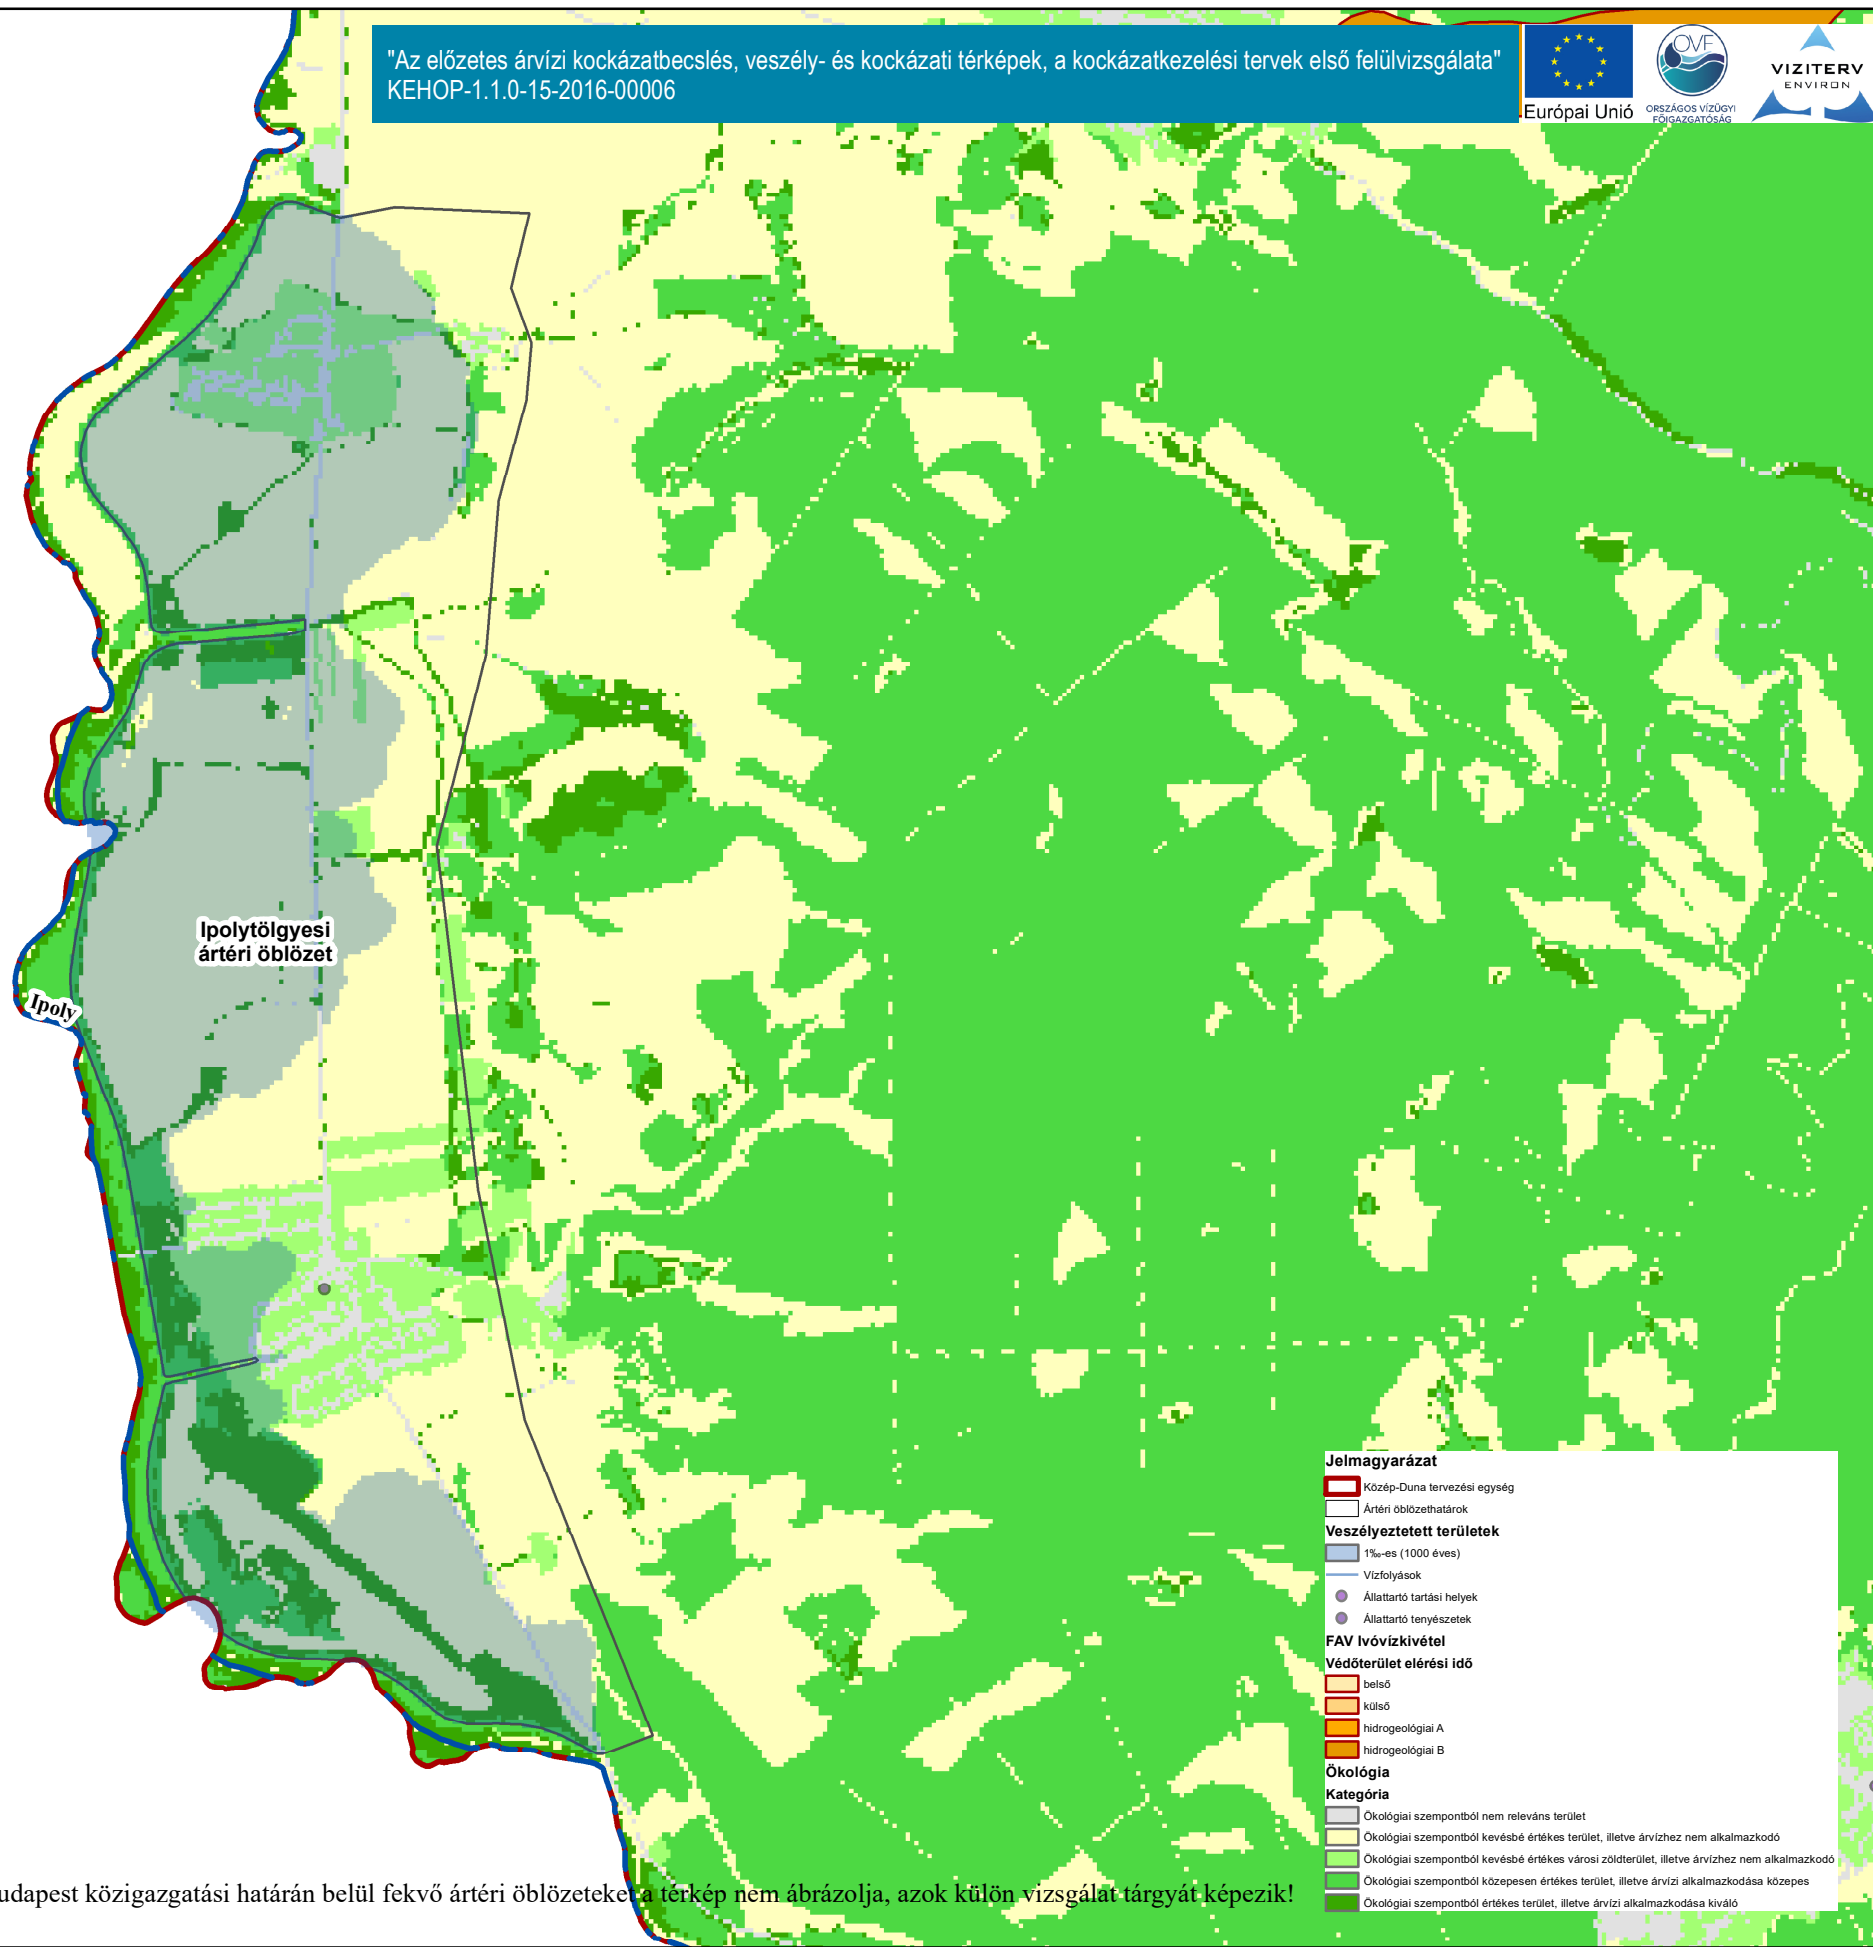 "Az előzetes árvízi kockázatbecslés, veszély- és kockázati térképek, a kockázatkezelési tervek első felülvizsgálata"
KEHOP-1.1.0-15-2016-00006
Európai Unió
OVF
ORSZÁGOS VÍZÜGYI
FŐIGAZGATÓSÁG
VIZITERV
ENVIRON
Ipolytölgyesi
ártéri öblözet
Ipoly
Jelmagyarázat
Közép-Duna tervezési egység
Ártéri öblözethatárok
Veszélyeztetett területek
1‰-es (1000 éves)
Vízfolyások
Állattartó tartási helyek
Állattartó tenyészetek
FAV Ivóvízkivétel
Védőterület elérési idő
belső
külső
hidrogeológiai A
hidrogeológiai B
Ökológia
Kategória
Ökológiai szempontból nem releváns terület
Ökológiai szempontból kevésbé értékes terület, illetve árvízhez nem alkalmazkodó
Ökológiai szempontból kevésbé értékes városi zöldterület, illetve árvízhez nem alkalmazkodó
Ökológiai szempontból közepesen értékes terület, illetve árvízi alkalmazkodása közepes
Ökológiai szempontból értékes terület, illetve árvízi alkalmazkodása kiváló
udapest közigazgatási határán belül fekvő ártéri öblözeteket a térkép nem ábrázolja, azok külön vizsgálat tárgyát képezik!